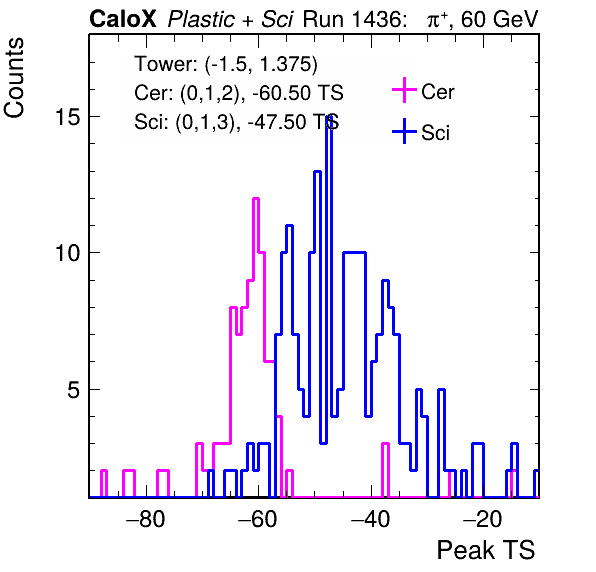 CaloX Plastic + Sci Run 1436: π⁺, 60 GeV
Counts
Tower: (-1.5, 1.375)
Cer: (0,1,2), -60.50 TS
Sci: (0,1,3), -47.50 TS
Cer
Sci
15
10
5
−80 −60 −40 −20
Peak TS